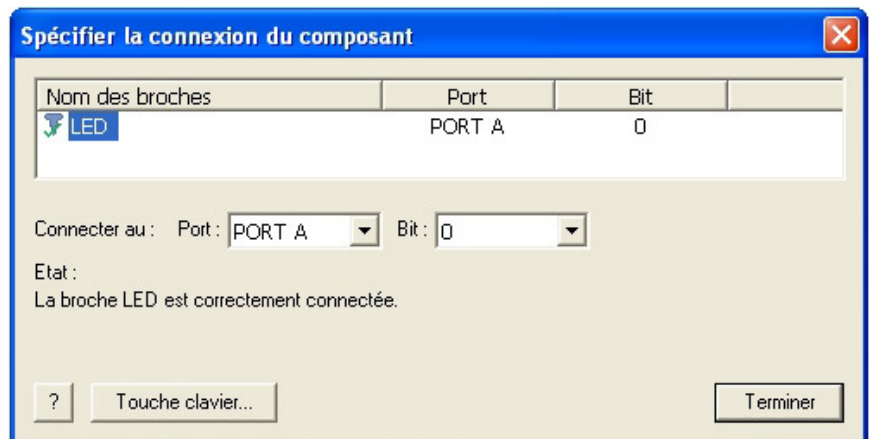 Spécifier la connexion du composant
Nom des broches Port Bit
LED PORT A 0
Connecter au : Port : PORT A Bit : 0
Etat :
La broche LED est correctement connectée.
? Touche clavier... Terminer